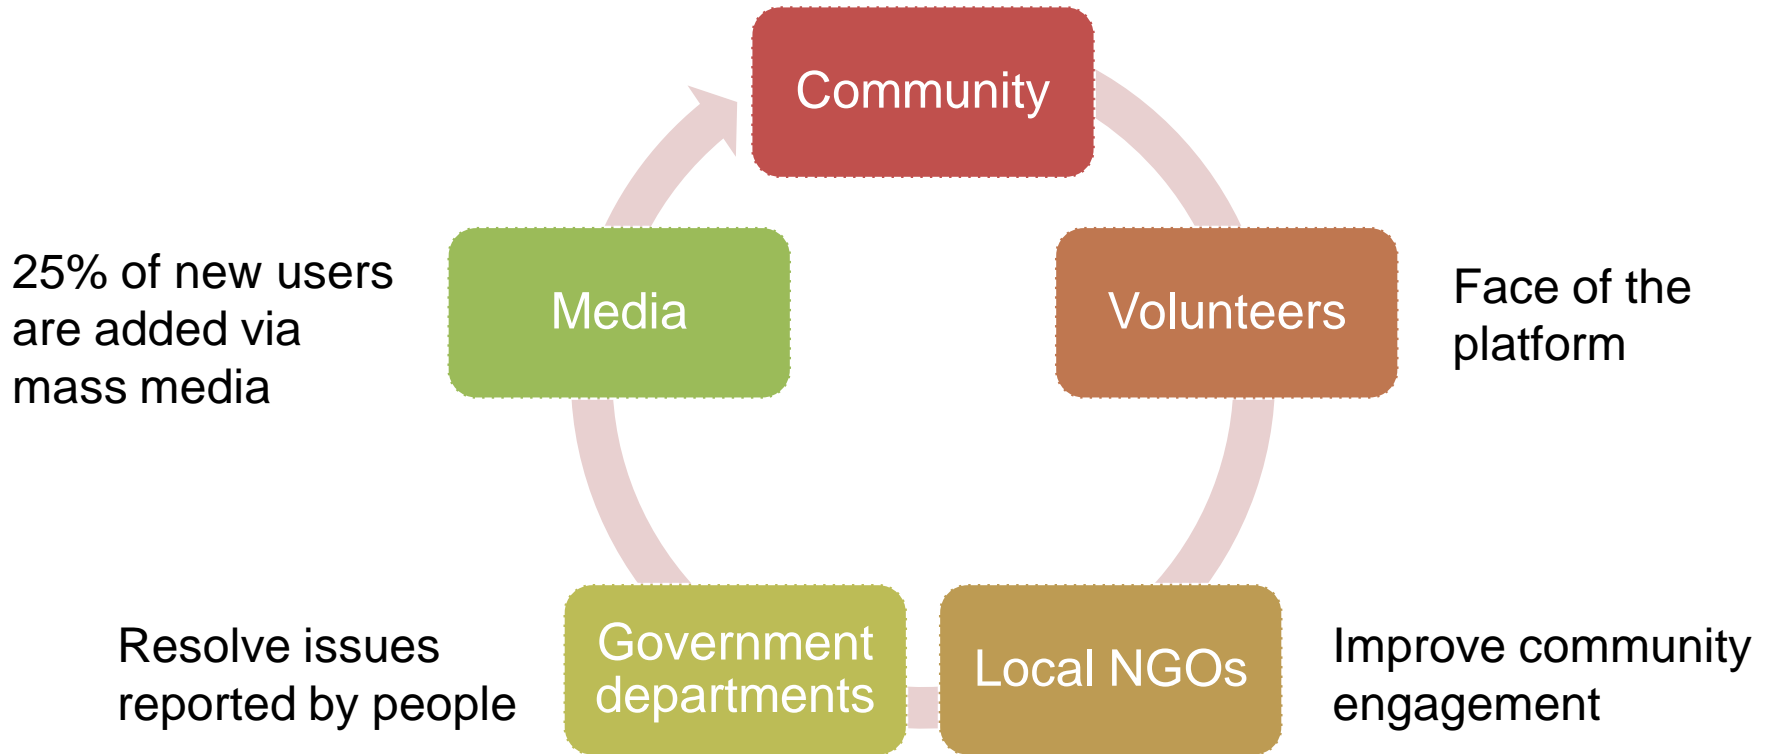 Community
25% of new users
are added via
mass media
Media
Volunteers
Face of the
platform
Resolve issues
reported by people
Government
departments
Local NGOs
Improve community
engagement